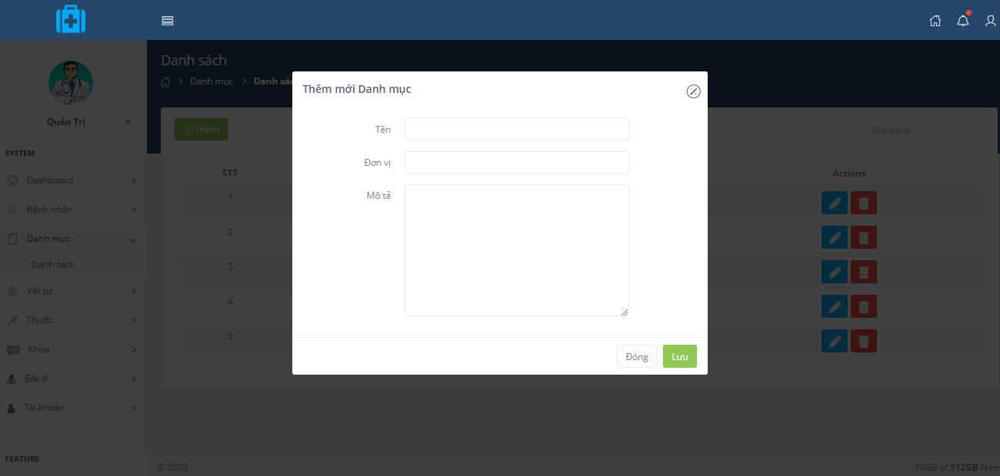 Danh sách
Danh mục
Danh sác
Quản Trị
SYSTEM
Dashboard
Bệnh nhân
Danh mục
Danh sách
Vật tư
Thuốc
Khoa
Bác sĩ
Tài khoản
FEATURE
Thêm
Tìm kiếm
STT
Actions
1
2
3
4
5
Thêm mới Danh mục
Tên
Đơn vị
Mô tả
Đóng
Lưu
© 2020
14GB of 512GB Free.